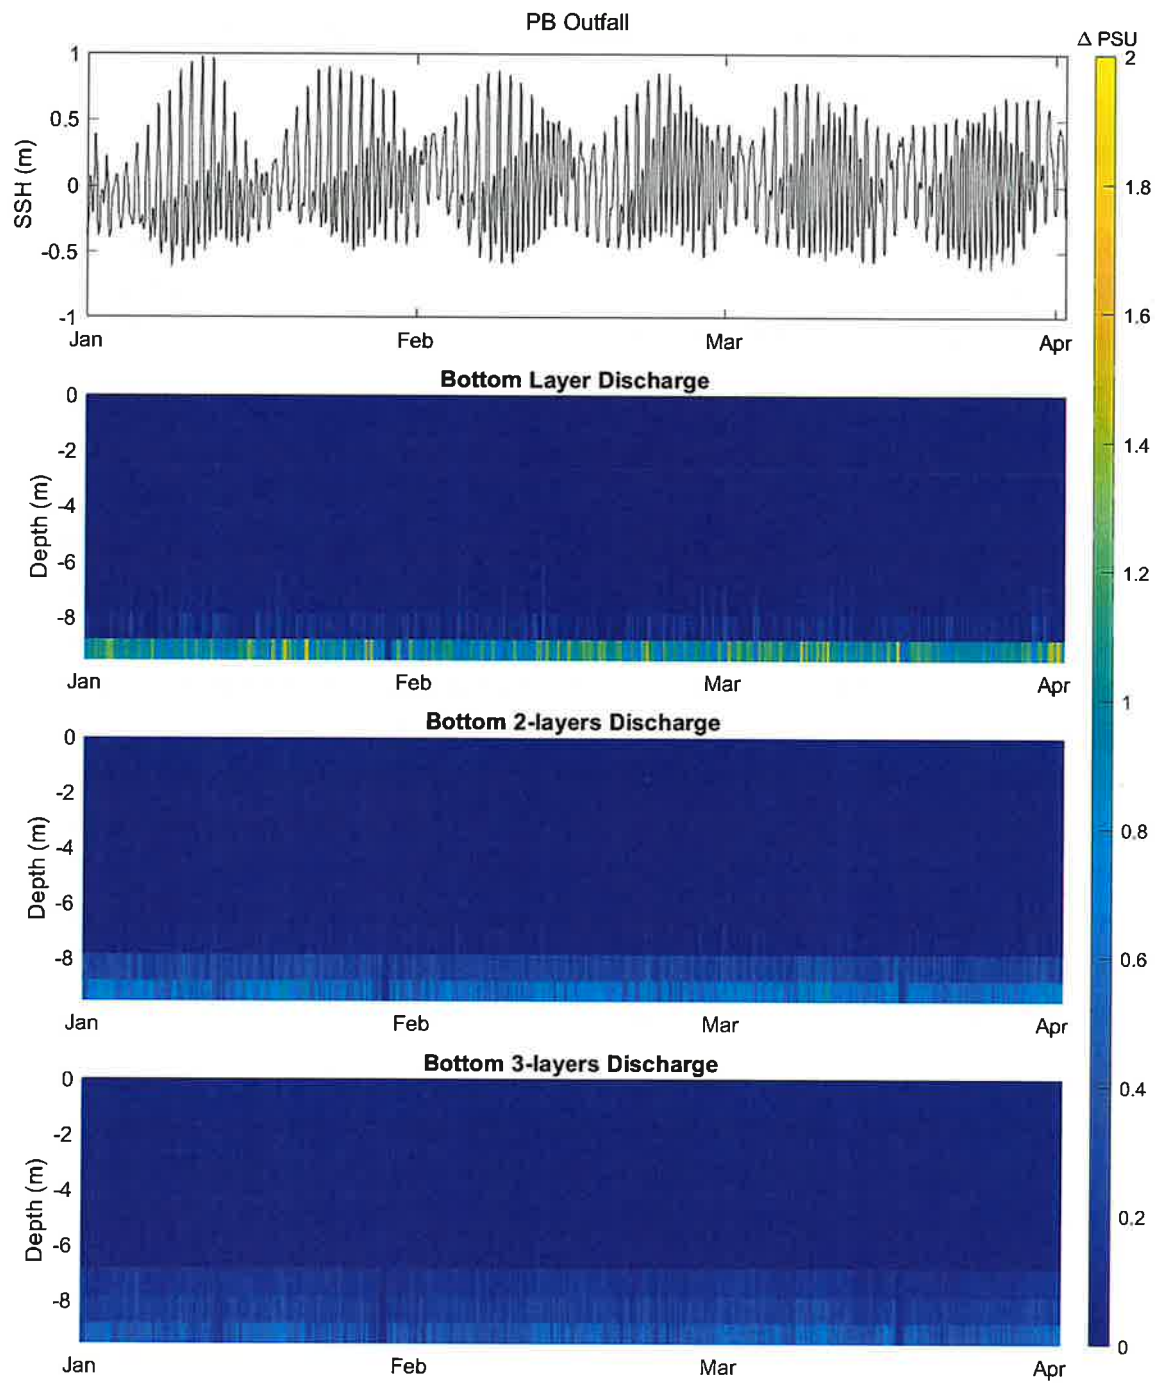 PB Outfall
Δ PSU
1
0.5
0
-0.5
-1
SSH (m)
Jan Feb Mar Apr
Bottom Layer Discharge
0
-2
-4
-6
-8
Depth (m)
Jan Feb Mar Apr
Bottom 2-layers Discharge
0
-2
-4
-6
-8
Depth (m)
Jan Feb Mar Apr
Bottom 3-layers Discharge
0
-2
-4
-6
-8
Depth (m)
Jan Feb Mar Apr
2
1.8
1.6
1.4
1.2
1
0.8
0.6
0.4
0.2
0